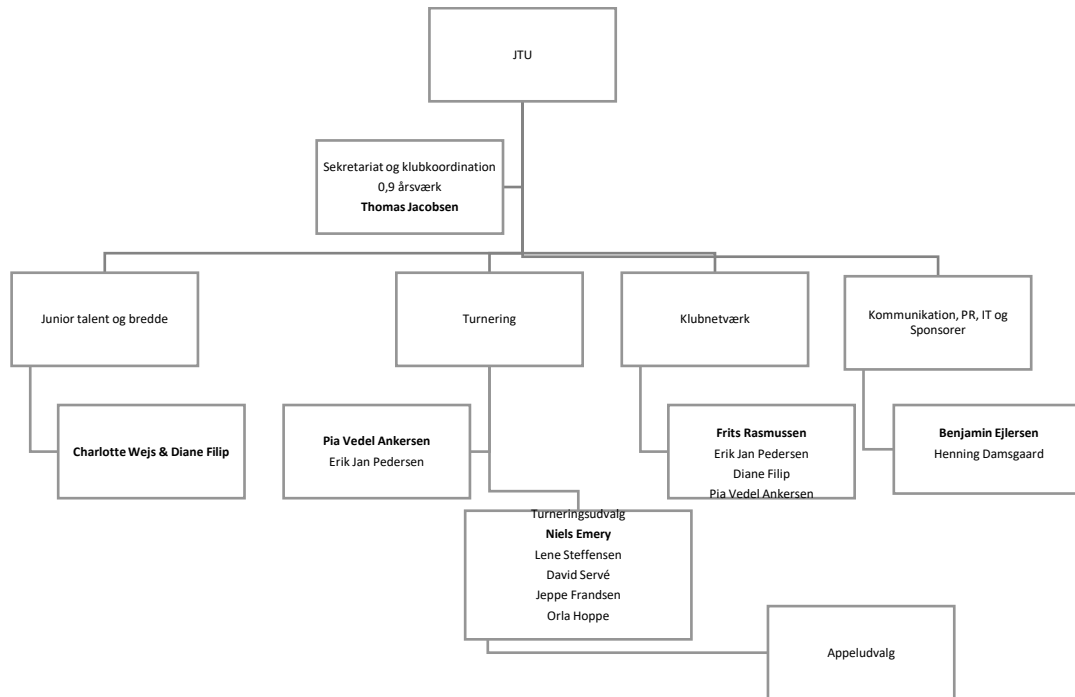 JTU
Sekretariat og klubkoordination
0,9 årsværk
Thomas Jacobsen
Junior talent og bredde
Turnering
Klubnetværk
Kommunikation, PR, IT og
Sponsorer
Charlotte Wejs & Diane Filip
Pia Vedel Ankersen
Erik Jan Pedersen
Frits Rasmussen
Erik Jan Pedersen
Diane Filip
Pia Vedel Ankersen
Benjamin Ejlersen
Henning Damsgaard
Turneringsudvalg
Niels Emery
Lene Steffensen
David Servé
Jeppe Frandsen
Orla Hoppe
Appeludvalg